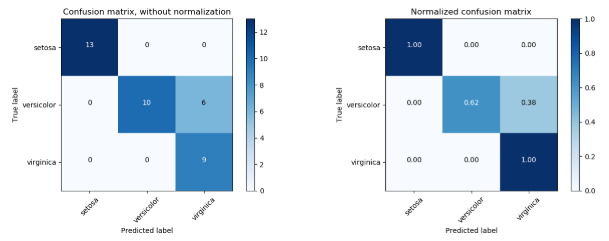 Confusion matrix, without normalization
setosa
versicolor
virginica
True label
13 0 0
0 10 6
0 0 9
setosa
versicolor
virginica
Predicted label
12
10
8
6
4
2
0
Normalized confusion matrix
setosa
versicolor
virginica
True label
1.00 0.00 0.00
0.00 0.62 0.38
0.00 0.00 1.00
setosa
versicolor
virginica
Predicted label
1.0
0.8
0.6
0.4
0.2
0.0